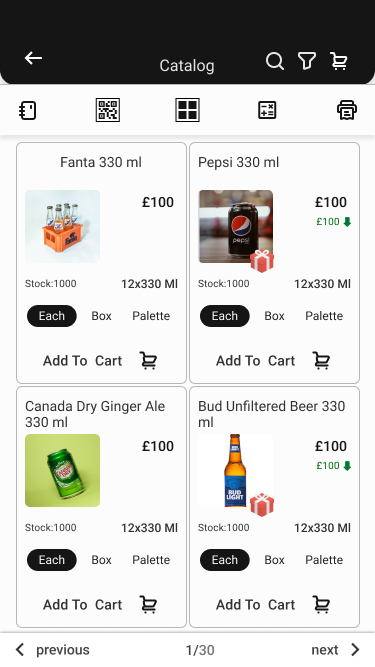 Catalog
Fanta 330 ml
£100
Stock:1000
12x330 Ml
Each Box Palette
Add To Cart
Pepsi 330 ml
pepsi
£100
£100
Stock:1000
12x330 Ml
Each Box Palette
Add To Cart
Canada Dry Ginger Ale
330 ml
£100
Stock:1000
12x330 Ml
Each Box Palette
Add To Cart
Bud Unfiltered Beer 330
ml
BUD
LIGHT
£100
£100
Stock:1000
12x330 Ml
Each Box Palette
Add To Cart
previous 1/30 next